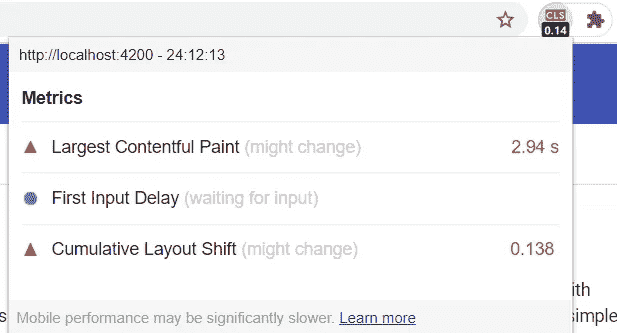 CLS
0.14
http://localhost:4200 - 24:12:13
Metrics
Largest Contentful Paint (might change) 2.94 s
First Input Delay (waiting for input)
Cumulative Layout Shift (might change) 0.138
ith
Mobile performance may be significantly slower. Learn more
s simple